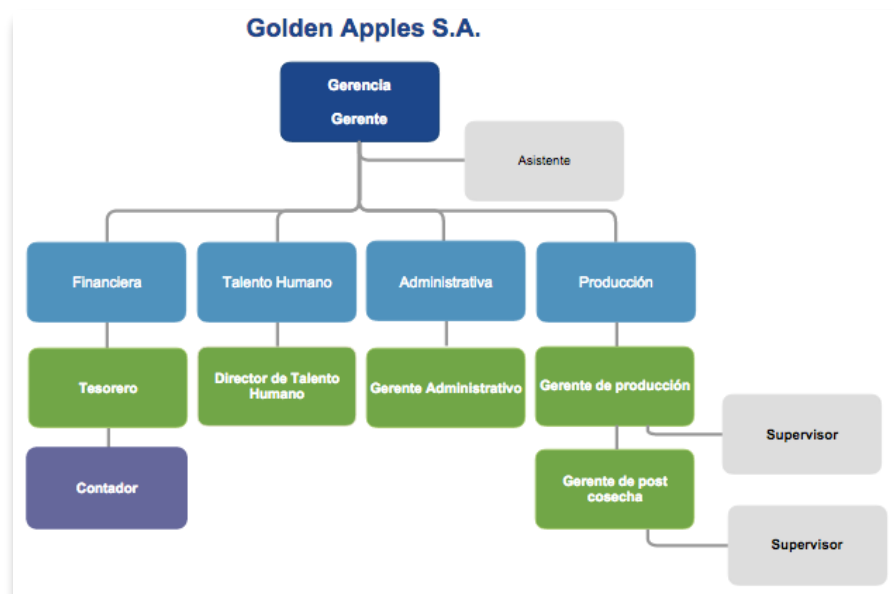 Golden Apples S.A.
Gerencia
Gerente
Asistente
Financiera
Talento Humano
Administrativa
Producción
Tesorero
Director de Talento
Humano
Gerente Administrativo
Gerente de producción
Supervisor
Contador
Gerente de post
cosecha
Supervisor